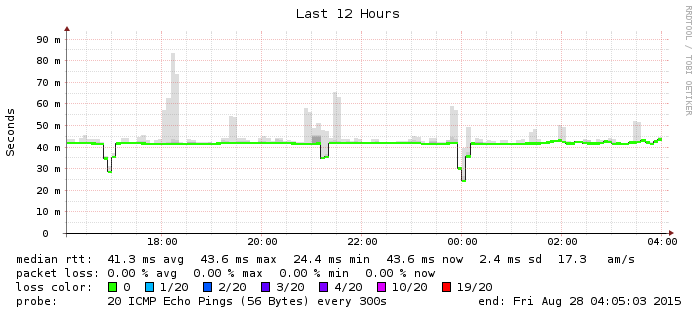 Last 12 Hours
RRDTOOL / TOBI OETIKER
Seconds
90 m
80 m
70 m
60 m
50 m
40 m
30 m
20 m
10 m
0
18:00 20:00 22:00 00:00 02:00 04:00
median rtt: 41.3 ms avg 43.6 ms max 24.4 ms min 43.6 ms now 2.4 ms sd 17.3 am/s
packet loss: 0.00 % avg 0.00 % max 0.00 % min 0.00 % now
loss color: 0 1/20 2/20 3/20 4/20 10/20 19/20
probe: 20 ICMP Echo Pings (56 Bytes) every 300s end: Fri Aug 28 04:05:03 2015